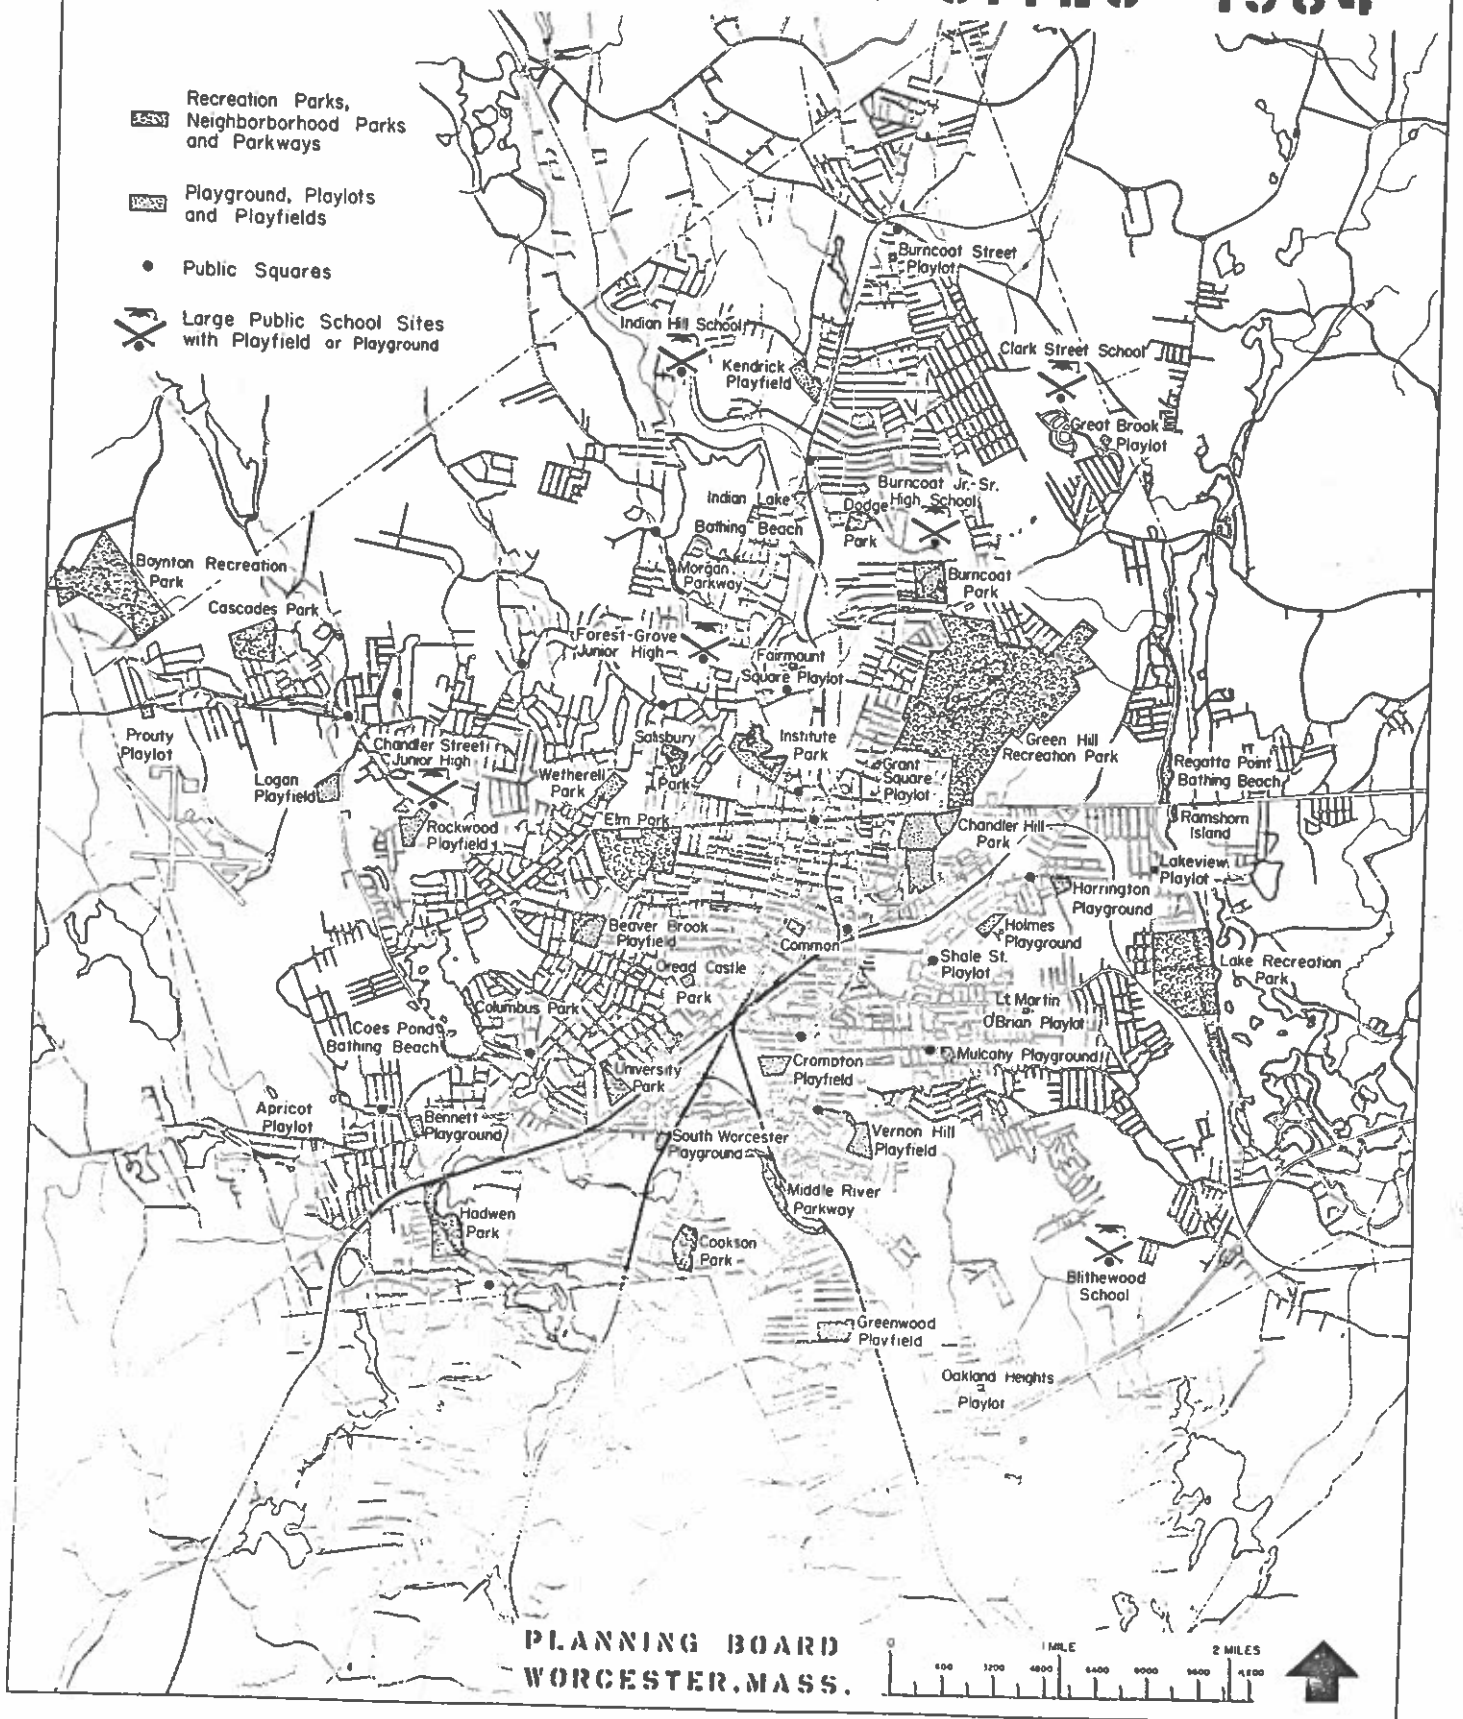 1964
Recreation Parks,
Neighborborhood Parks
and Parkways
Playground, Playlots
and Playfields
Public Squares
Large Public School Sites
with Playfield or Playground
Burncoat Street
Playlot
Indian Hill School
Kendrick
Playfield
Clark Street School
Great Brook
Playlot
Indian Lake
Bathing Beach
Burncoat Jr.-Sr.
High School
Dodge
Park
Morgan
Parkway
Burncoat
Park
Boynton Recreation
Park
Cascades Park
Forest-Grove
Junior High
Fairmount
Square Playlot
Prouty
Playlot
Logan
Playfield
Chandler Street
Junior High
Salisbury
Park
Institute
Park
Green Hill
Recreation Park
Grant
Square
Playlot
Regatta Point
Bathing Beach
Wetherell
Park
Elm Park
Rockwood
Playfield
Chandler Hill
Park
Ramshorn
Island
Lakeview
Playlot
Harrington
Playground
Beaver Brook
Playfield
Common
Holmes
Playground
Shale St.
Playlot
Lake Recreation
Park
Oread Castle
Park
Columbus Park
Lt Martin
O'Brian Playlot
Coes Pond
Bathing Beach
Mulcahy Playground
Crompton
Playfield
University
Park
Apricot
Playlot
Bennett
Playground
South Worcester
Playground
Vernon Hill
Playfield
Middle River
Parkway
Hadwen
Park
Cookson
Park
Blithewood
School
Greenwood
Playfield
Oakland Heights
Playlot
PLANNING BOARD
WORCESTER, MASS.
0 1 MILE 2 MILES
3200 4800 6400 9600